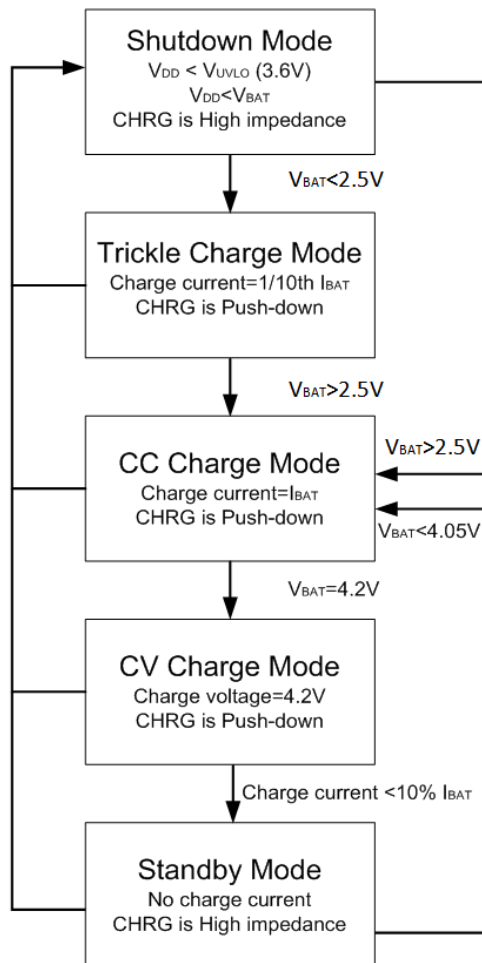 Shutdown Mode
VDD < VUVLO (3.6V)
VDD<VBAT
CHRG is High impedance
VBAT<2.5V
Trickle Charge Mode
Charge current=1/10th IBAT
CHRG is Push-down
VBAT>2.5V
CC Charge Mode
Charge current=IBAT
CHRG is Push-down
VBAT>2.5V
VBAT<4.05V
VBAT=4.2V
CV Charge Mode
Charge voltage=4.2V
CHRG is Push-down
Charge current <10% IBAT
Standby Mode
No charge current
CHRG is High impedance